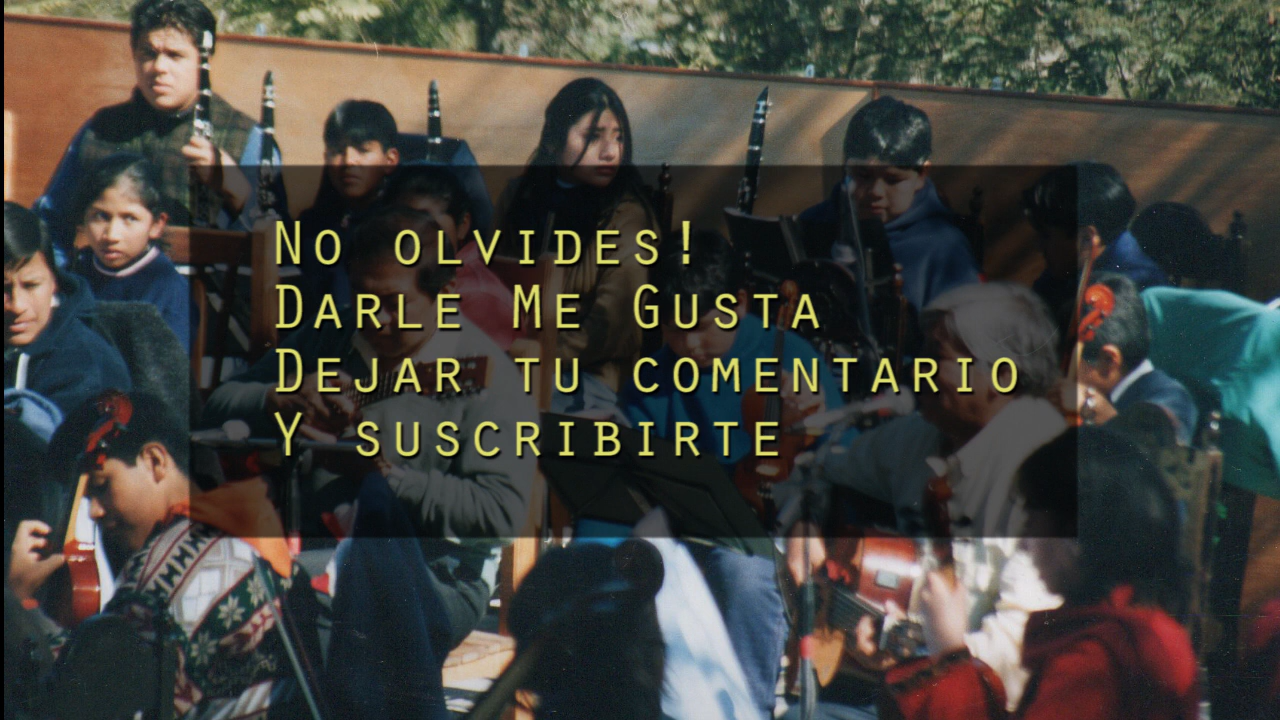 No olvides!
Darle Me Gusta
Dejar tu comentario
Y suscribirte